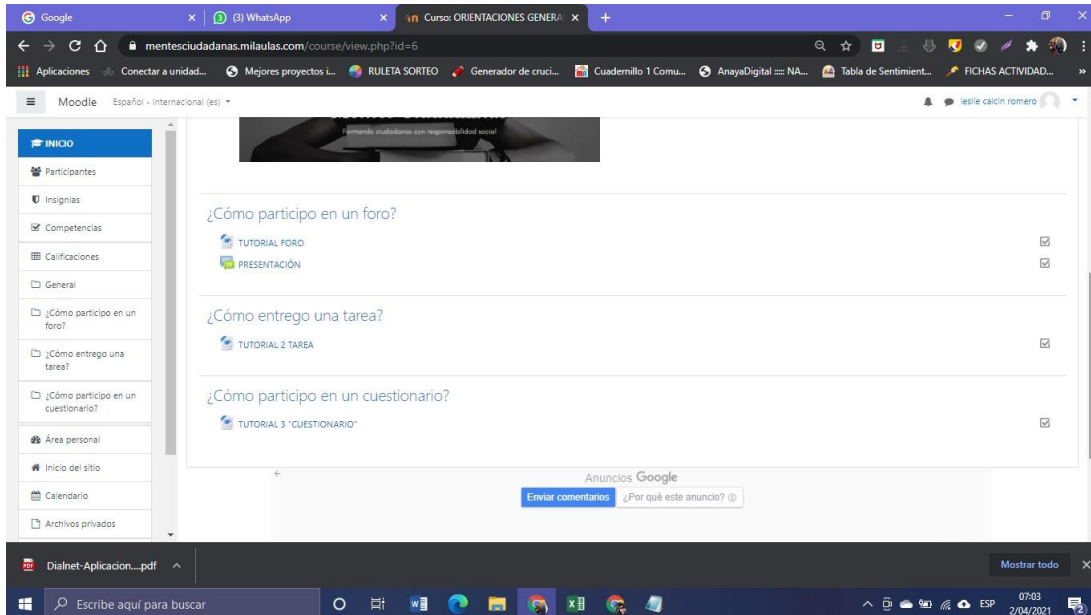 Google
(3) WhatsApp
Curso: ORIENTACIONES GENERA
mentesciudadanas.milaulas.com/course/view.php?id=6
Aplicaciones
Conectar a unidad...
Mejores proyectos i...
RULETA SORTEO
Generador de cruci...
Cuadernillo 1 Comu...
AnayaDigital ::::: NA...
Tabla de Sentimient...
FICHAS ACTIVIDAD...
»
Moodle
Español - Internacional (es)
leslie calcin romero
Formando ciudadanos con responsabilidad social
INICIO
Participantes
Insignias
Competencias
Calificaciones
General
¿Cómo participo en un
foro?
¿Cómo entrego una
tarea?
¿Cómo participo en un
cuestionario?
Área personal
Inicio del sitio
Calendario
Archivos privados
¿Cómo participo en un foro?
TUTORIAL FORO
PRESENTACIÓN
¿Cómo entrego una tarea?
TUTORIAL 2 TAREA
¿Cómo participo en un cuestionario?
TUTORIAL 3 "CUESTIONARIO"
Anuncios Google
Enviar comentarios
¿Por qué este anuncio?
Dialnet-Aplicacion....pdf
Mostrar todo
Escribe aquí para buscar
ESP
07:03
2/04/2021